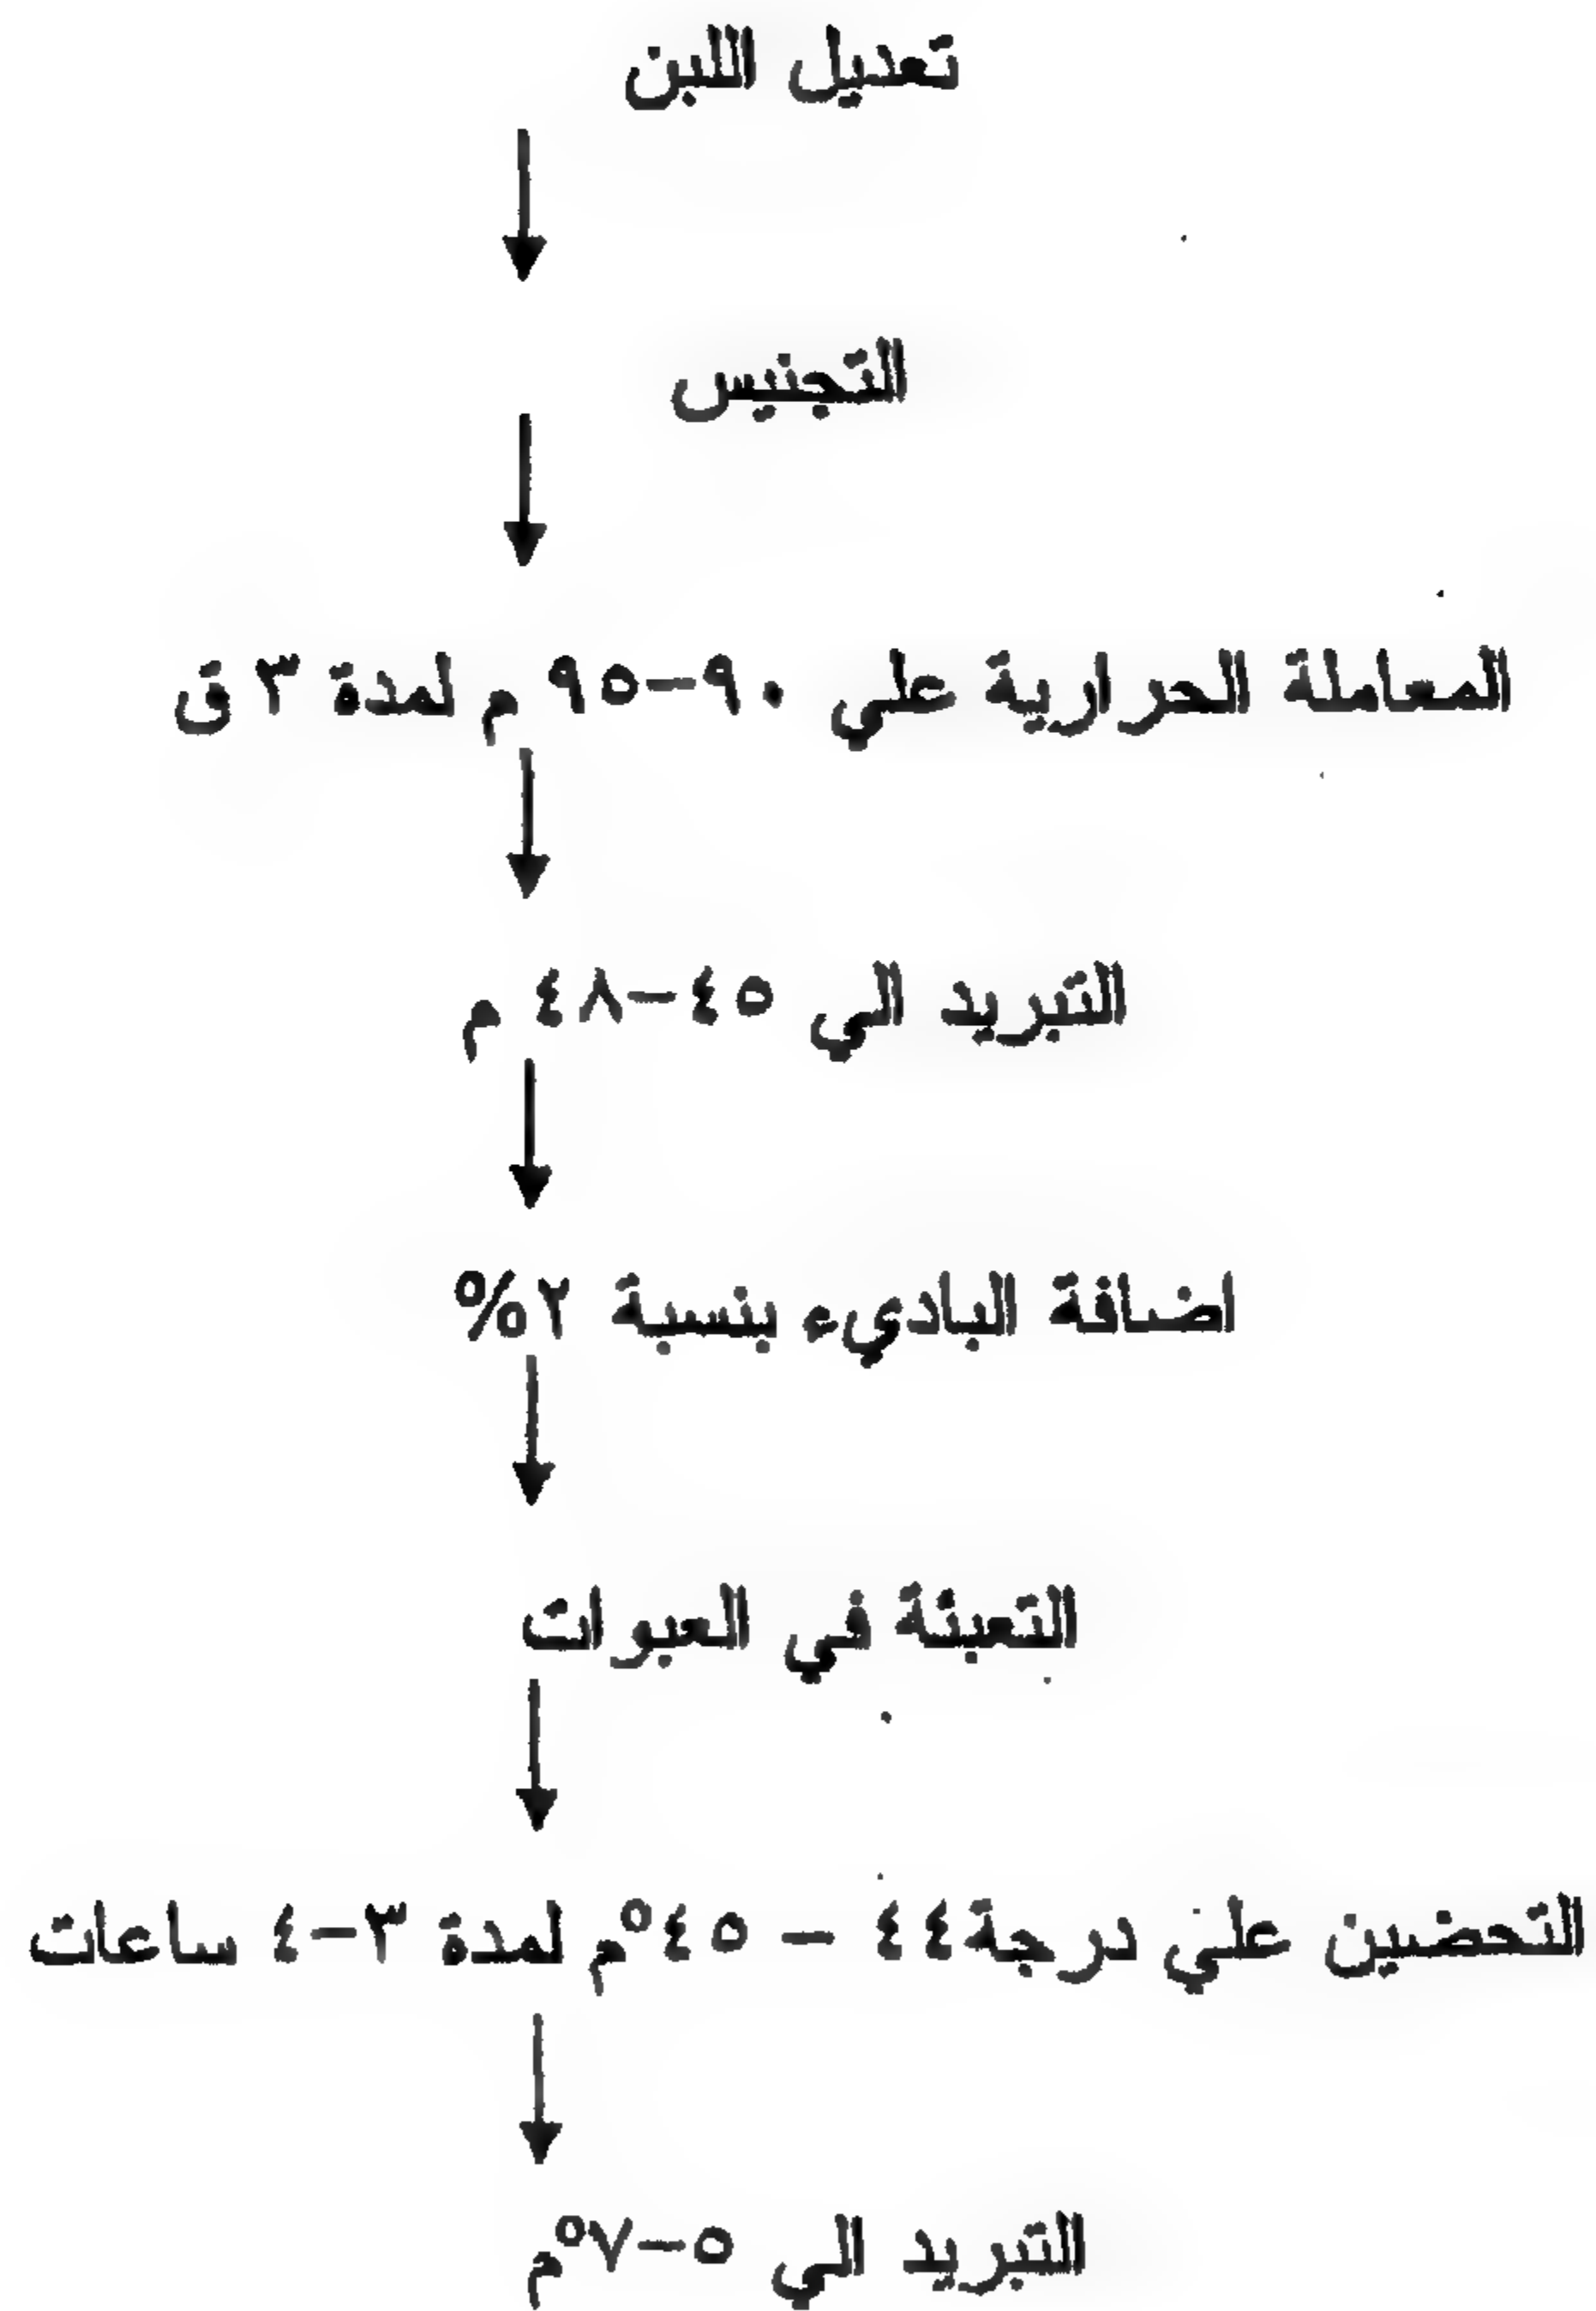 تعديل اللبن
التجنيس
المعاملة الحرارية علي ٩٠-٩٥ م لمدة ٣ ق
التبريد الي ٤٥-٤٨ م
اضافة الباديء بنسبة ٢%
التعبئة في العبوات
التحضين علي درجة ٤٤ - ٤٥°م لمدة ٣-٤ ساعات
التبريد الي ٥-٧°م